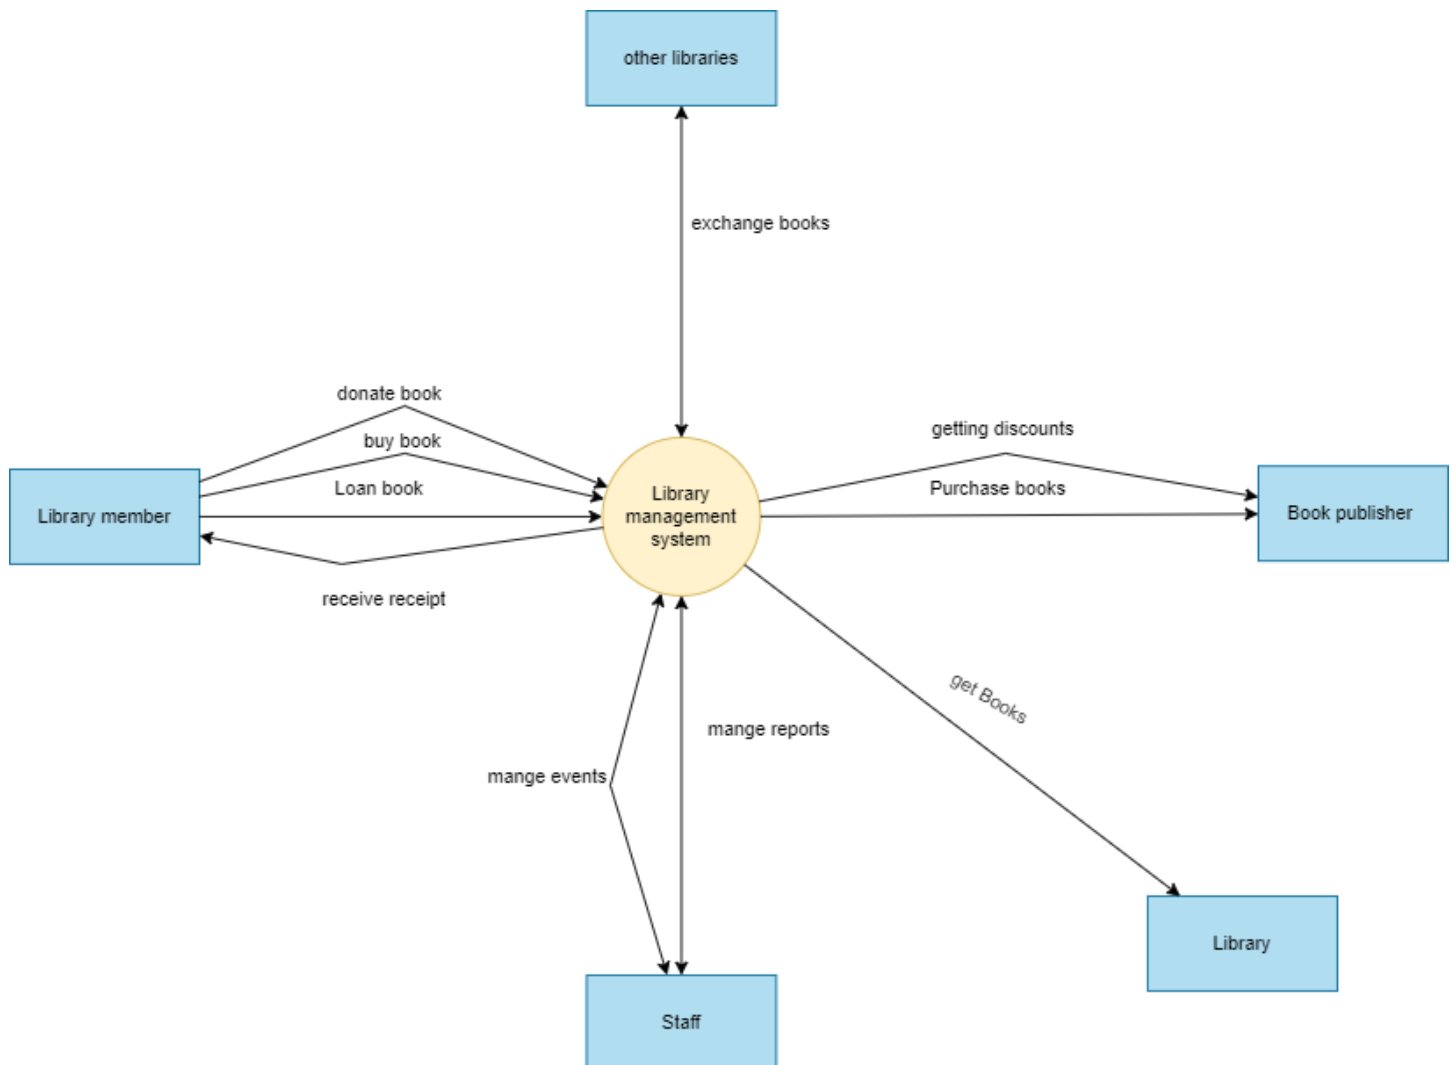 other libraries
exchange books
donate book
buy book
Loan book
Library member
receive receipt
Library
management
system
getting discounts
Purchase books
Book publisher
get Books
mange reports
mange events
Library
Staff